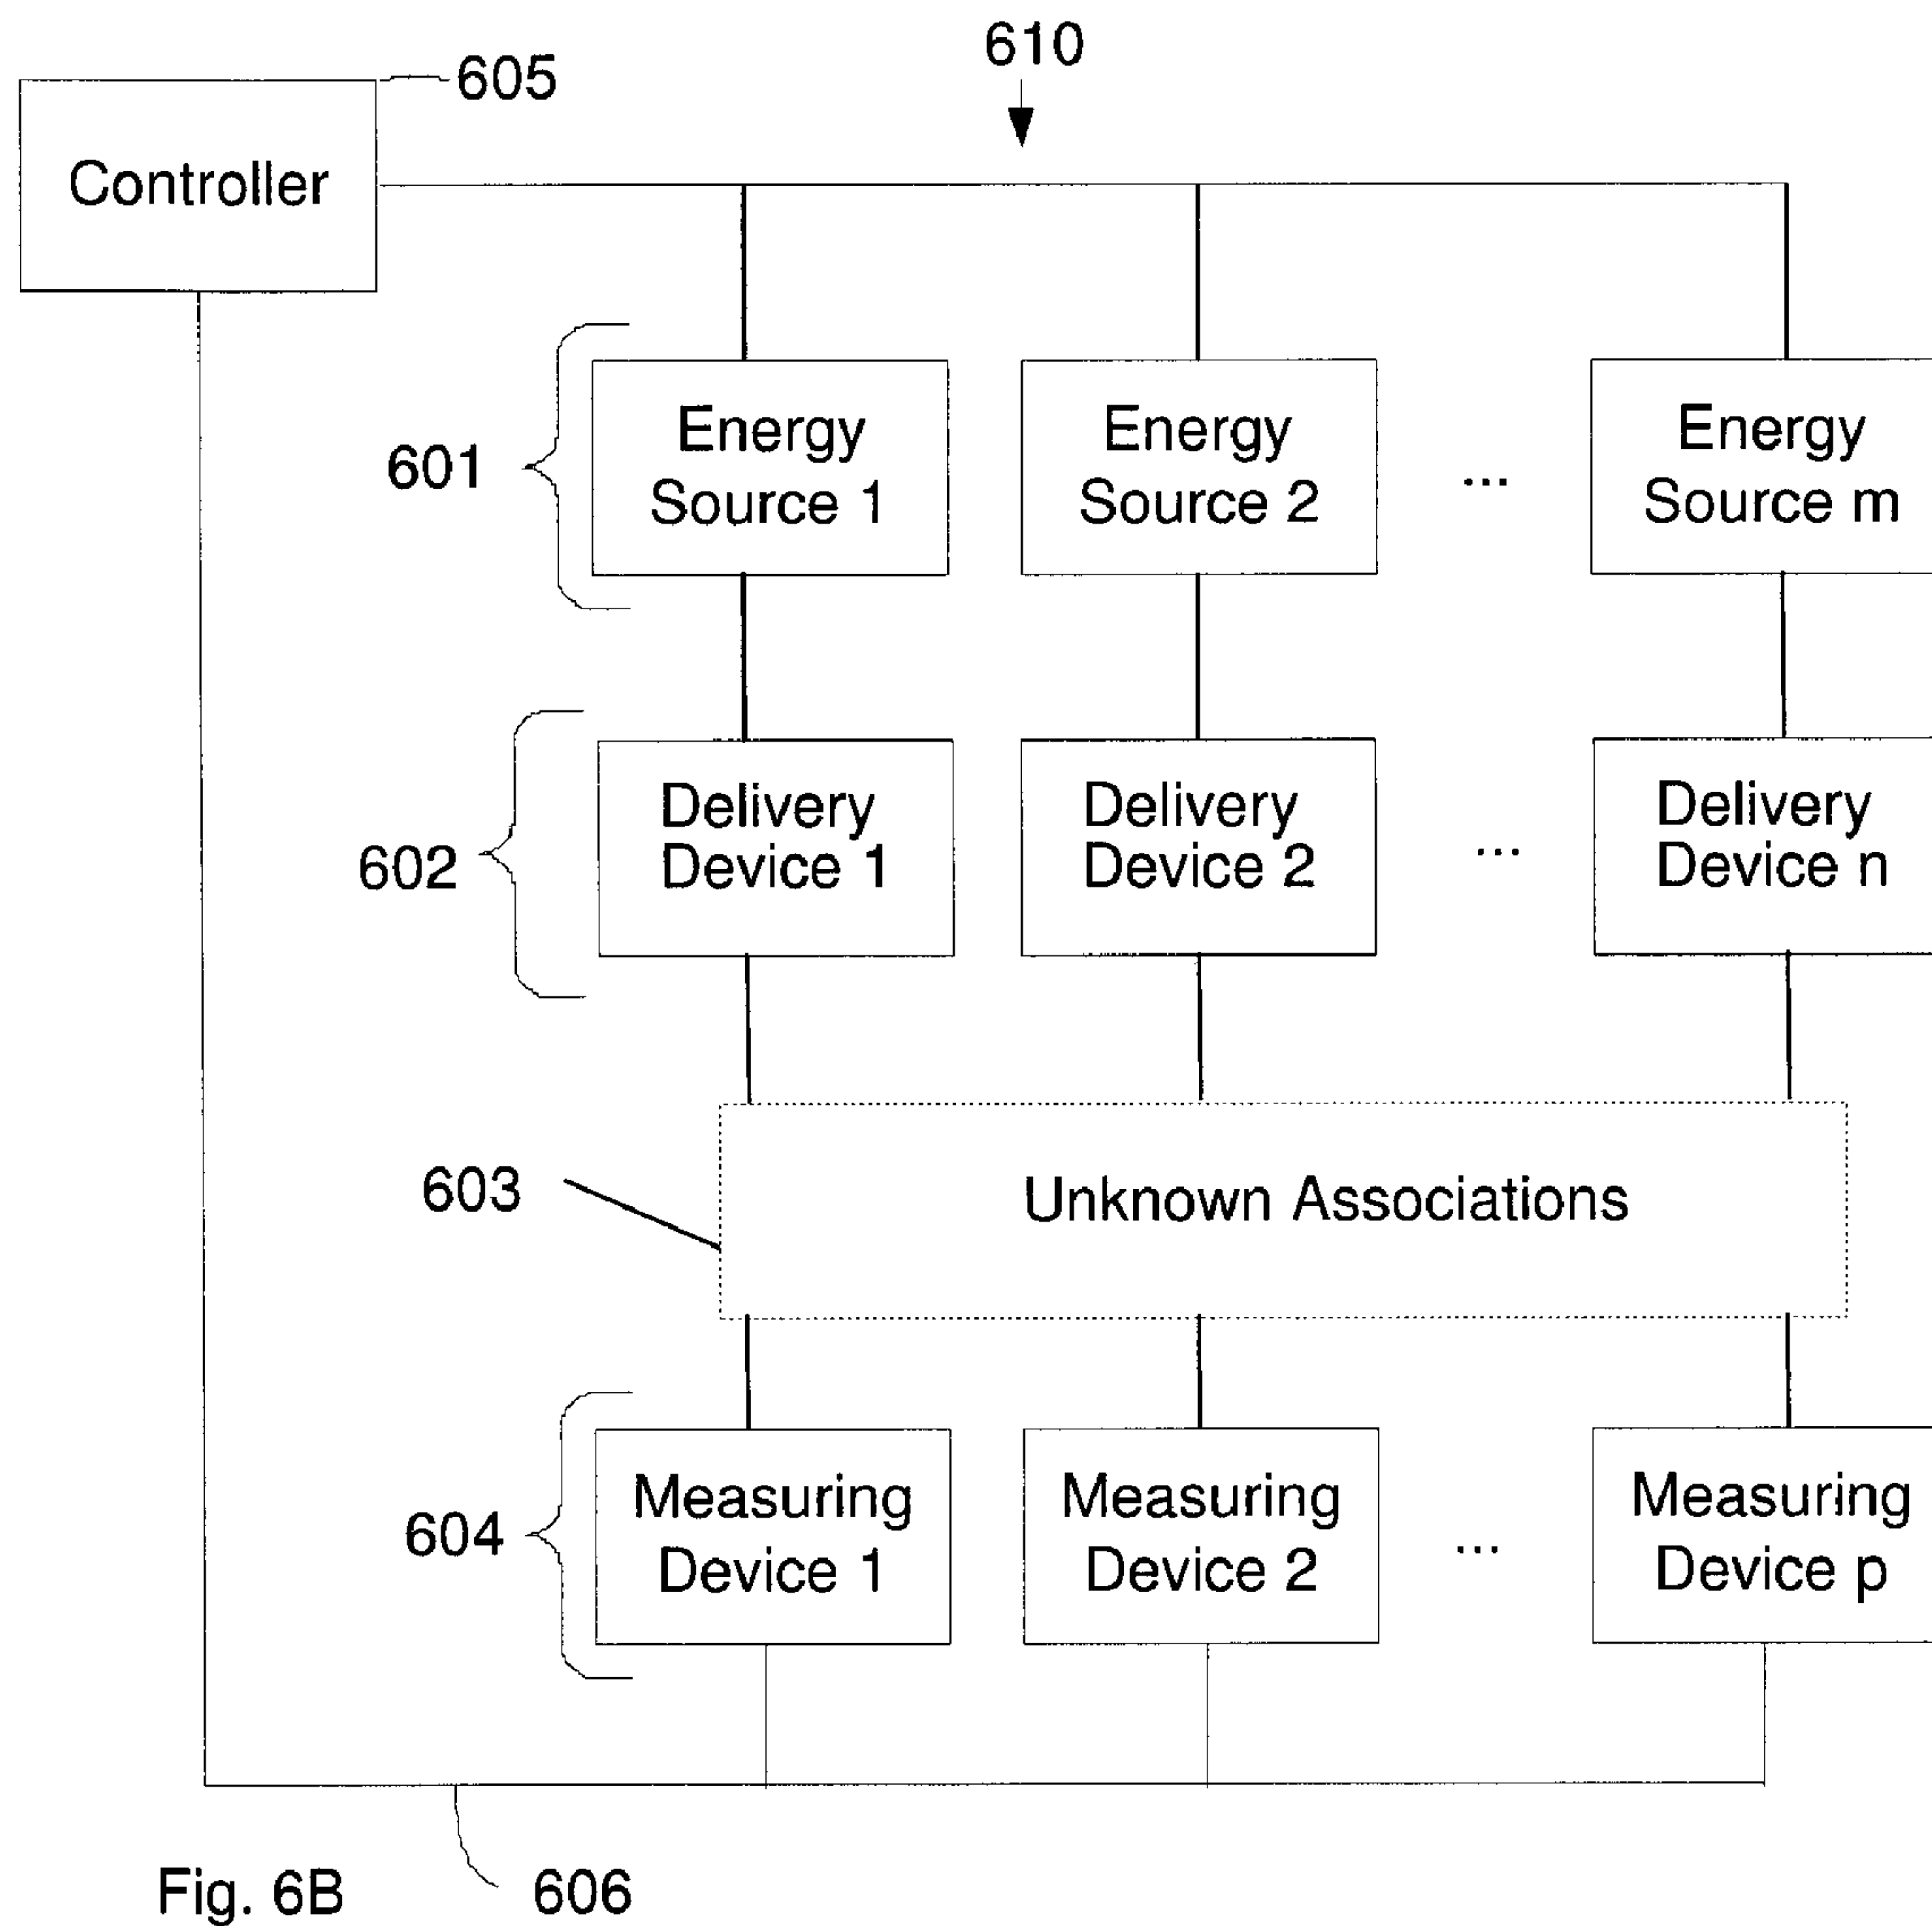 610
605
Controller
601
Energy
Source 1
Energy
Source 2
...
Energy
Source m
602
Delivery
Device 1
Delivery
Device 2
...
Delivery
Device n
603
Unknown Associations
604
Measuring
Device 1
Measuring
Device 2
...
Measuring
Device p
Fig. 6B
606